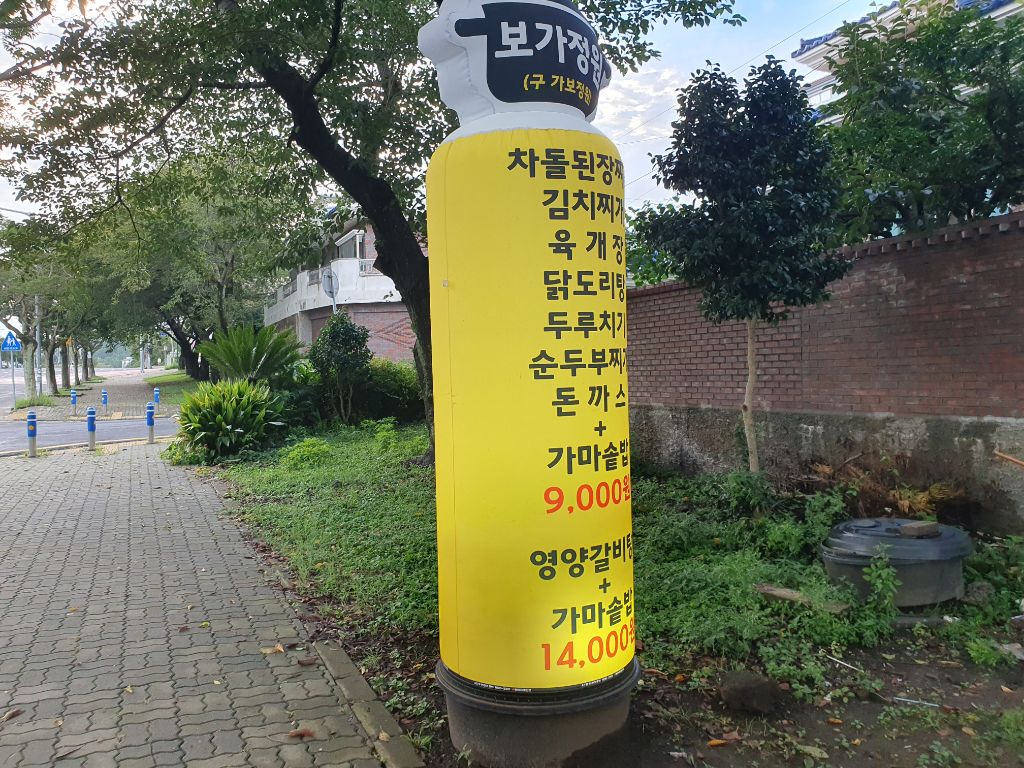 보가정원
(구 가보정원)
차돌된장찌
김치찌개
육개장
닭도리탕
두루치기
순두부찌개
돈까스
+
가마솥밥
9,000원
영양갈비탕
+
가마솥밥
14,000원